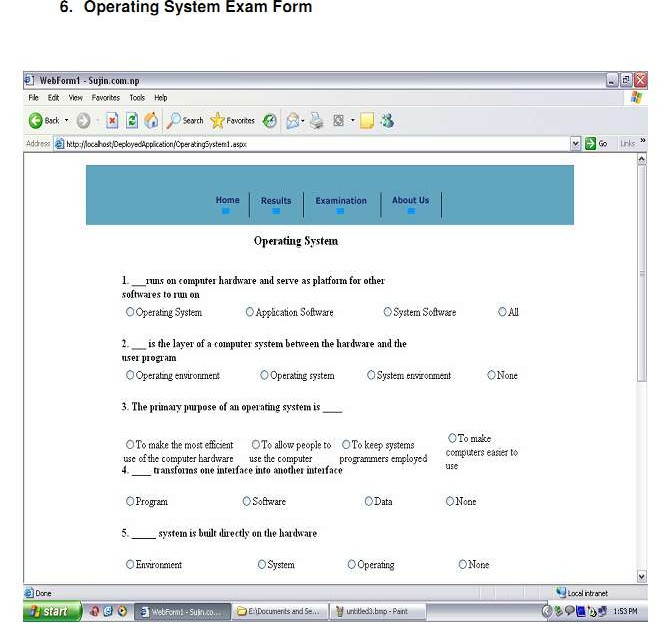 6. Operating System Exam Form
WebForm1 - Sujin.com.np
File Edit View Favorites Tools Help
Back Search Favorites
Address http://localhost/DeployedApplication/OperatingSystem1.aspx Go Links »
Home Results Examination About Us
Operating System
1. ___runs on computer hardware and serve as platform for other
softwares to run on
Operating System Application Software System Software All
2. ___ is the layer of a computer system between the hardware and the
user program
Operating environment Operating system System environment None
3. The primary purpose of an operating system is ____
To make the most efficient To allow people to To keep systems To make
use of the computer hardware use the computer programmers employed computers easier to
use
4. ____ transforms one interface into another interface
Program Software Data None
5. _____ system is built directly on the hardware
Environment System Operating None
Done Local intranet
start WebForm1 - Sujin.co... E:\Documents and Se... untitled3.bmp - Paint 1:53 PM